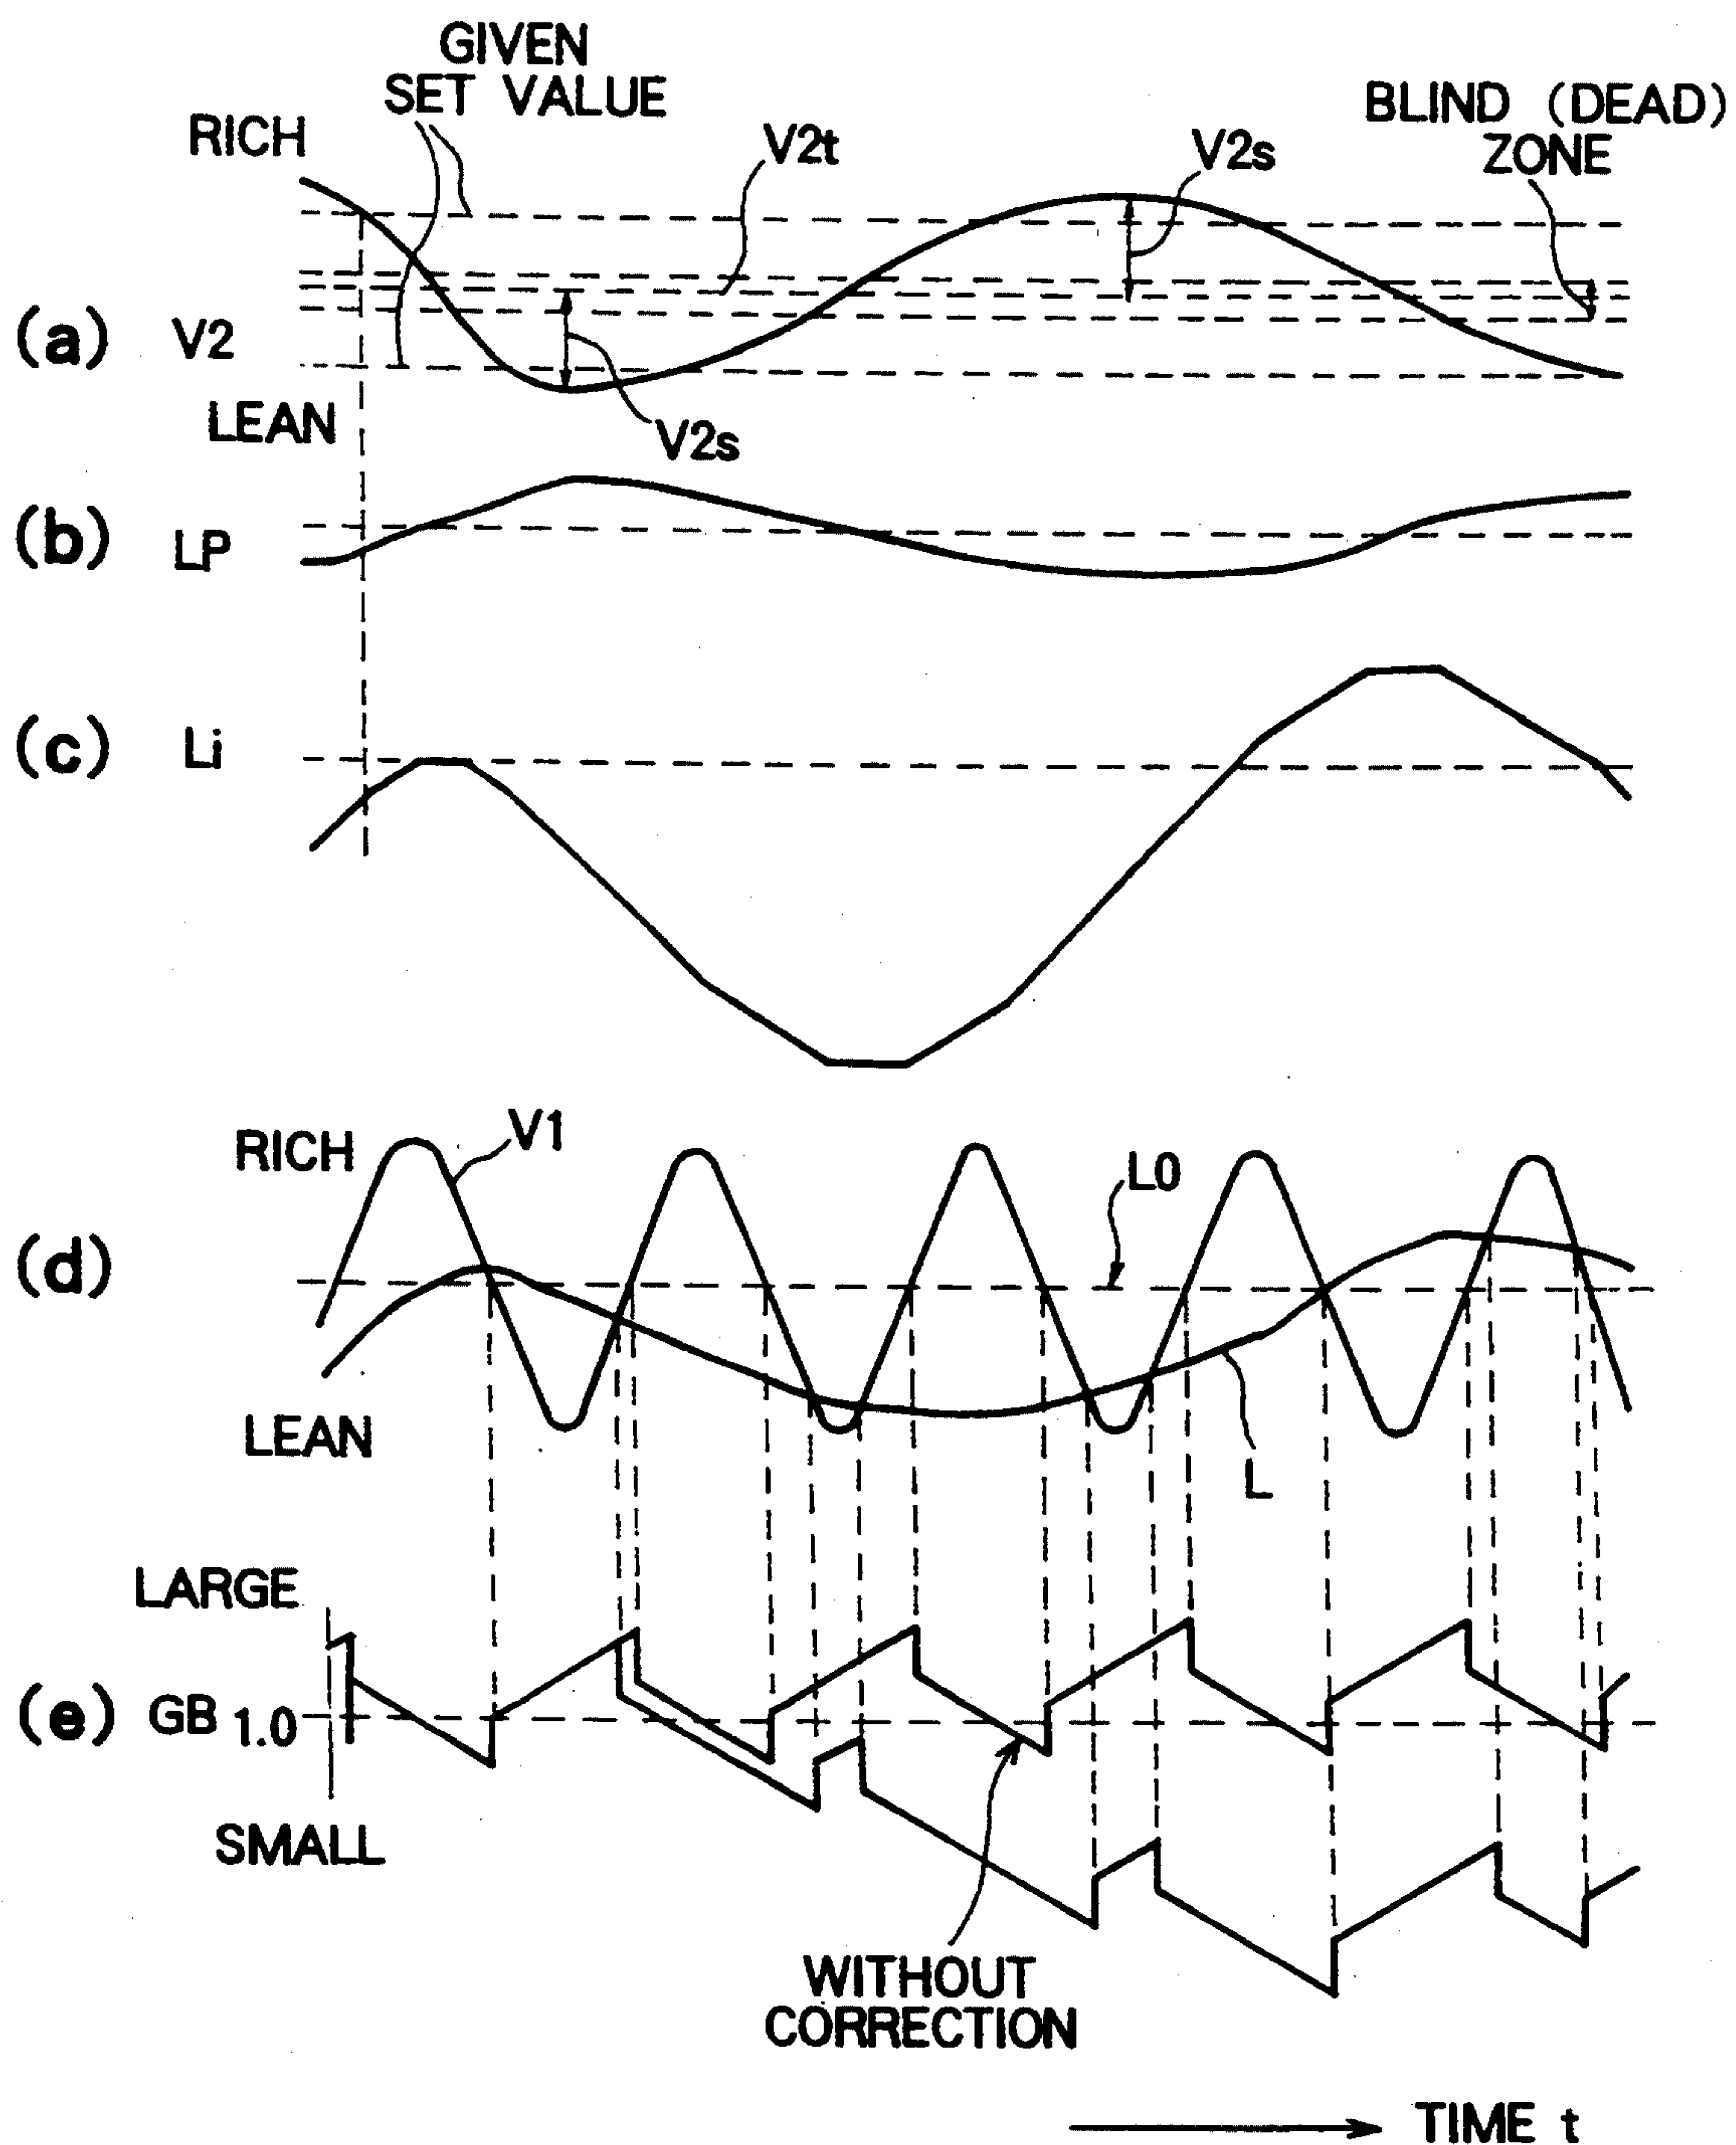 GIVEN
SET VALUE
RICH
V2t
V2s
BLIND (DEAD)
ZONE
(a)
V2
LEAN
V2s
(b)
LP
(c)
Li
RICH
V1
L0
(d)
LEAN
L
LARGE
(e)
GB
1.0
SMALL
WITHOUT
CORRECTION
TIME t